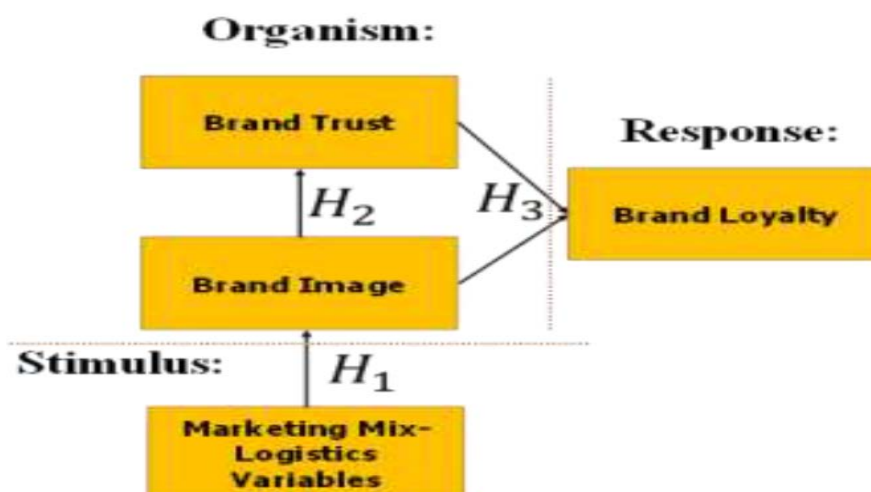 Organism:
Brand Trust
Response:
H₂
H₃
Brand Loyalty
Brand Image
Stimulus:
H₁
Marketing Mix-
Logistics
Variables